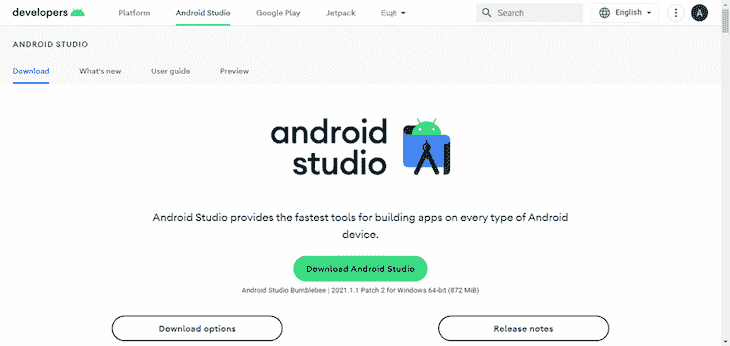 developers Platform Android Studio Google Play Jetpack Ещё Search English A
ANDROID STUDIO
Download What's new User guide Preview
android
studio
Android Studio provides the fastest tools for building apps on every type of Android
device.
Download Android Studio
Android Studio Bumblebee | 2021.1.1 Patch 2 for Windows 64-bit (872 MiB)
Download options Release notes